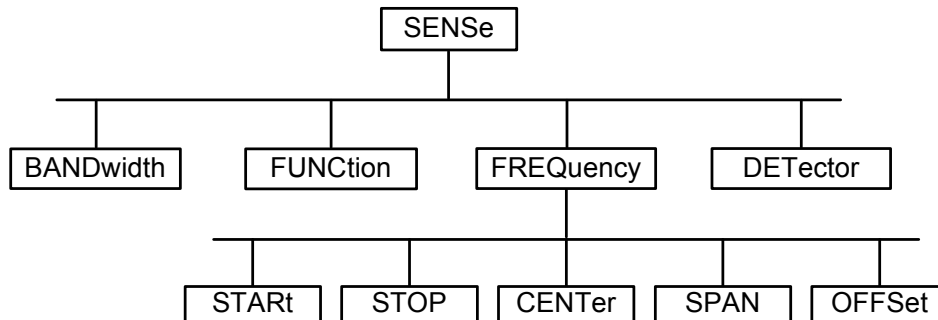 SENSe
BANDwidth FUNCtion FREQuency DETector
STARt STOP CENTer SPAN OFFSet